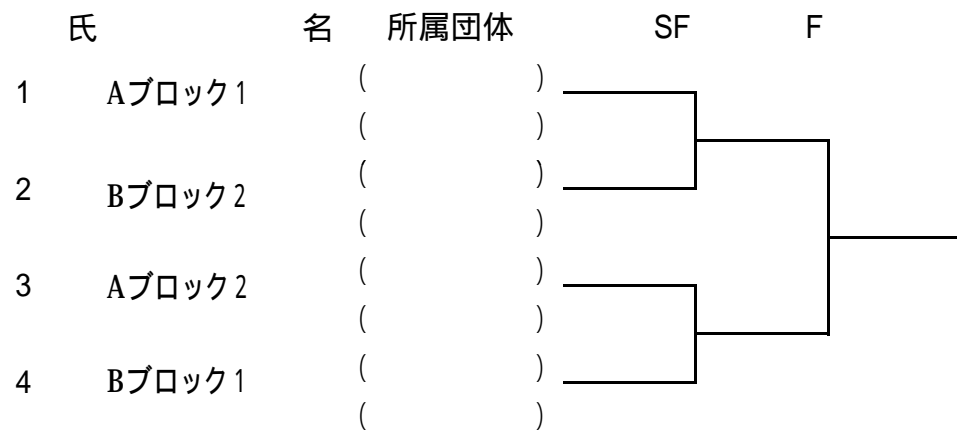 氏 名 所属団体 SF F
1 Aブロック1 ( )
( )
2 Bブロック2 ( )
( )
3 Aブロック2 ( )
( )
4 Bブロック1 ( )
( )